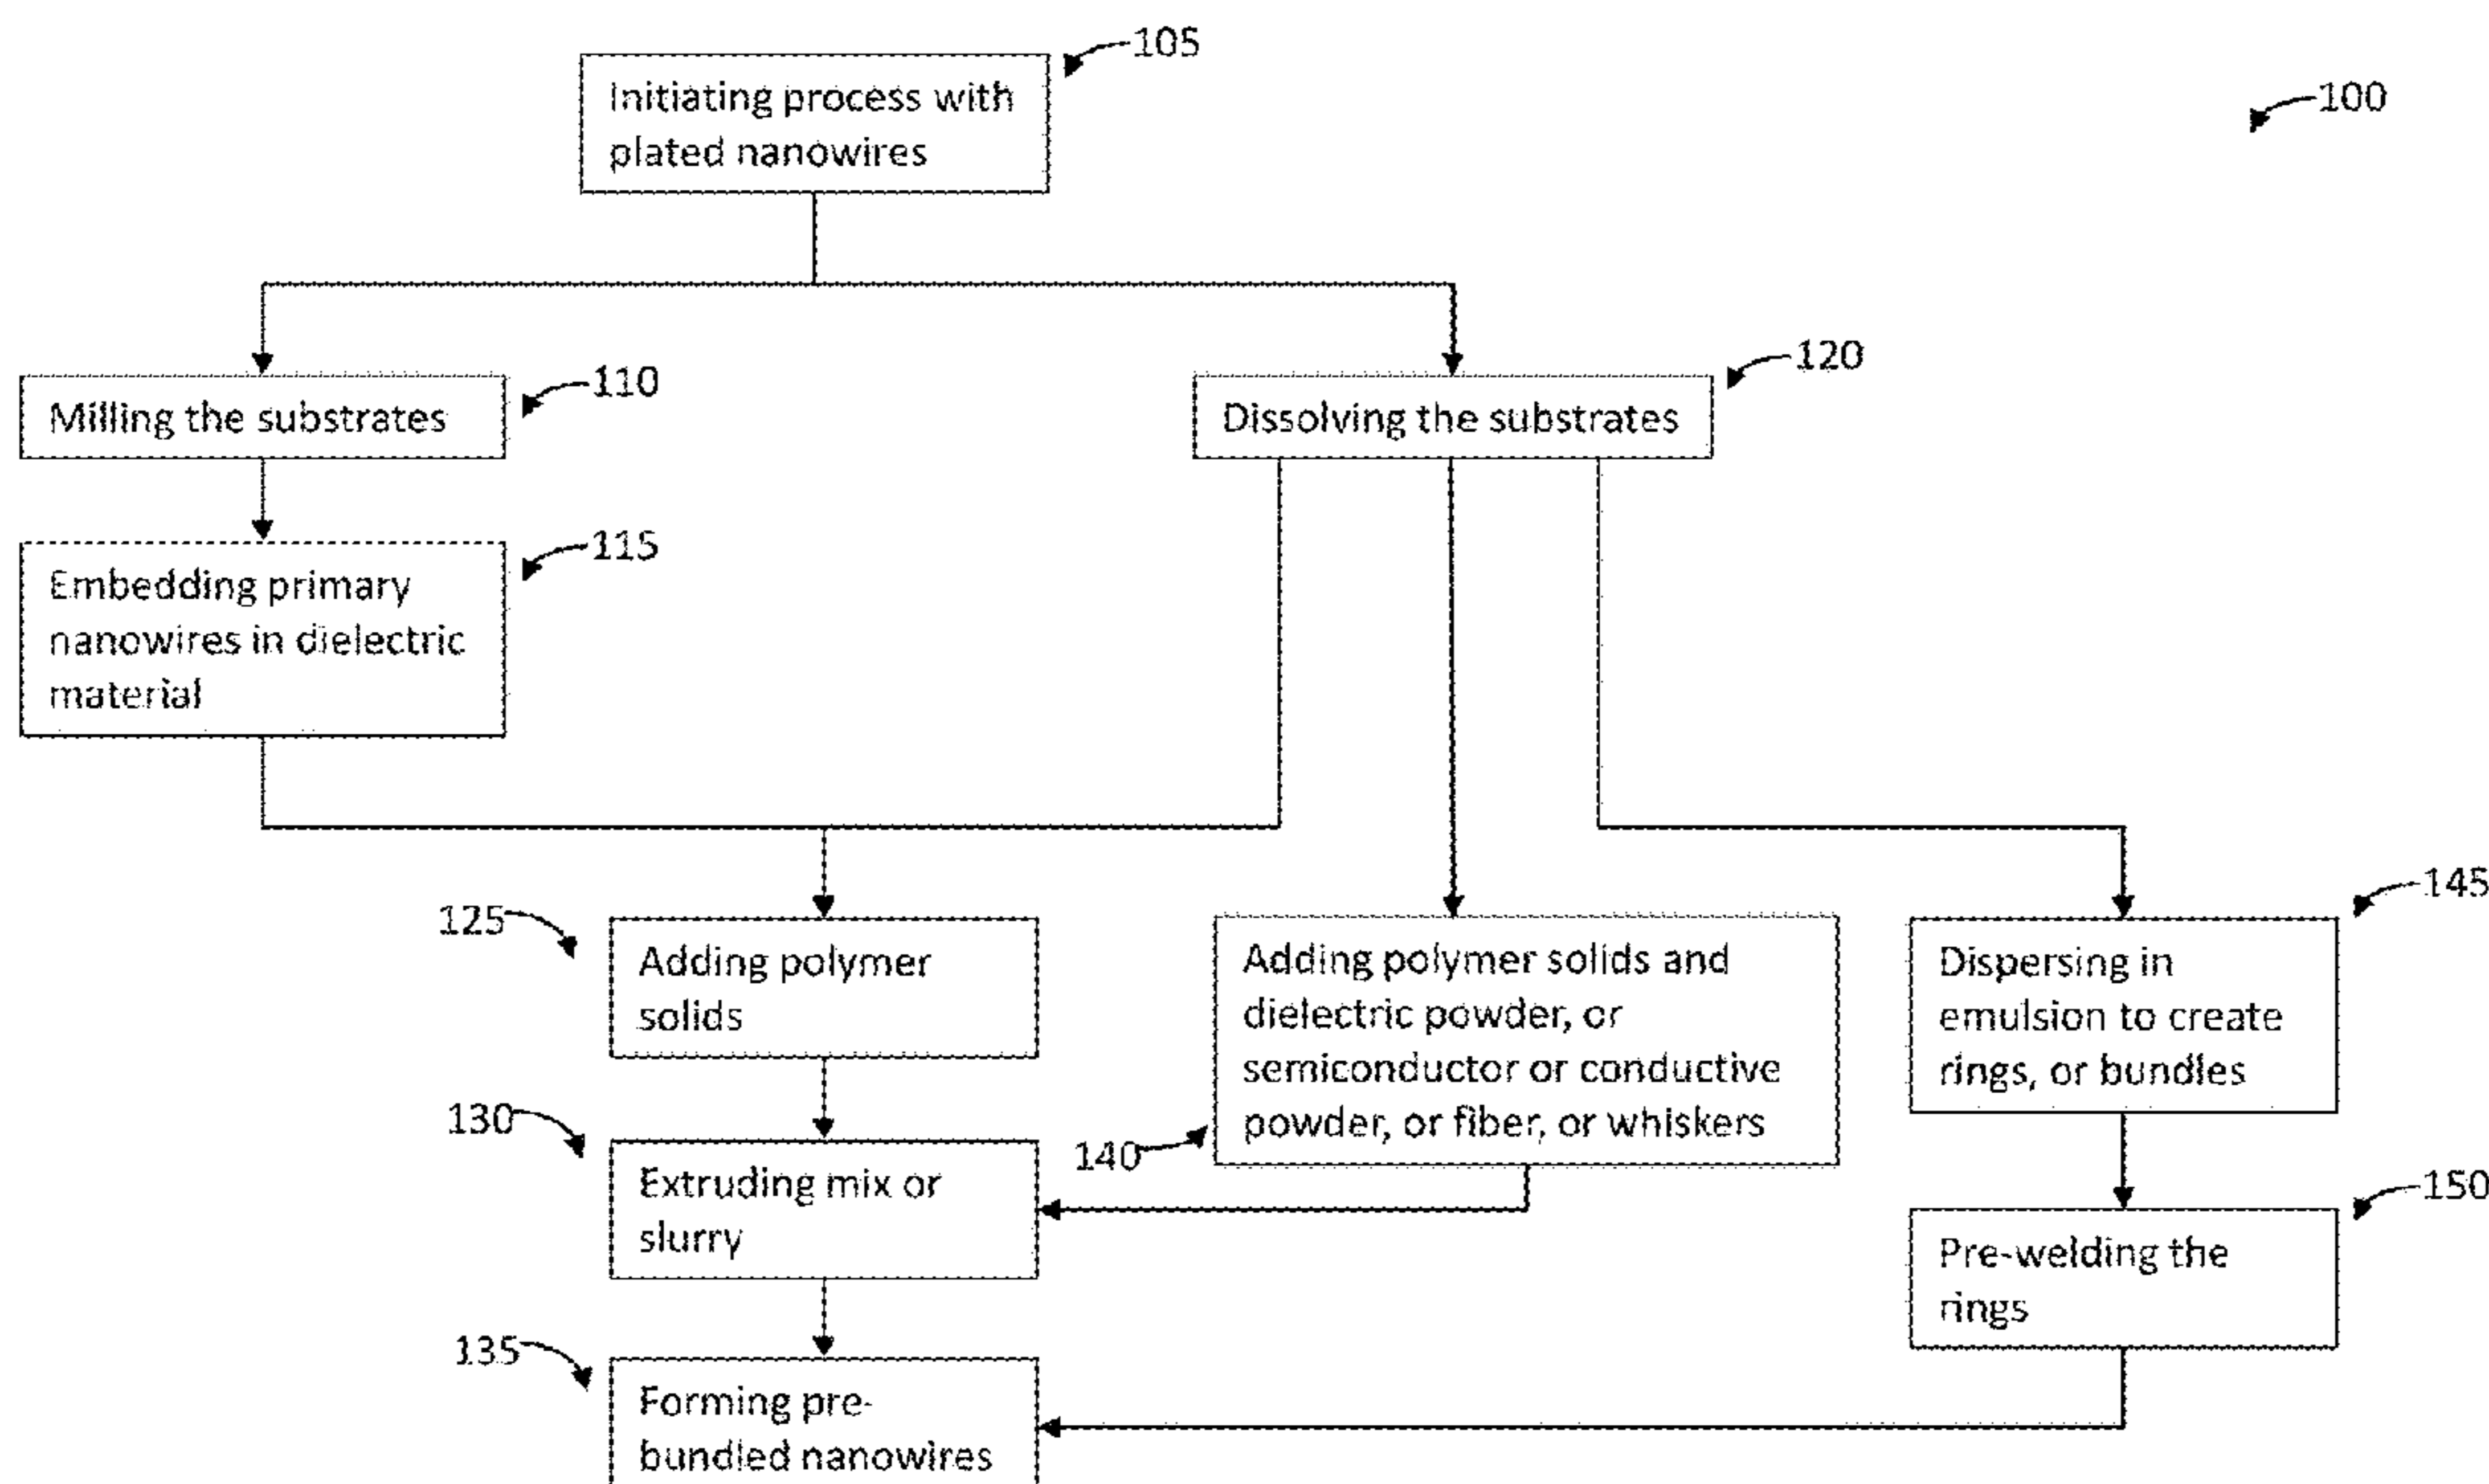 105
Initiating process with
plated nanowires
100
110
Milling the substrates
120
Dissolving the substrates
115
Embedding primary
nanowires in dielectric
material
125
Adding polymer
solids
140
Adding polymer solids and
dielectric powder, or
semiconductor or conductive
powder, or fiber, or whiskers
145
Dispersing in
emulsion to create
rings, or bundles
130
Extruding mix or
slurry
150
Pre-welding the
rings
135
Forming pre-
bundled nanowires